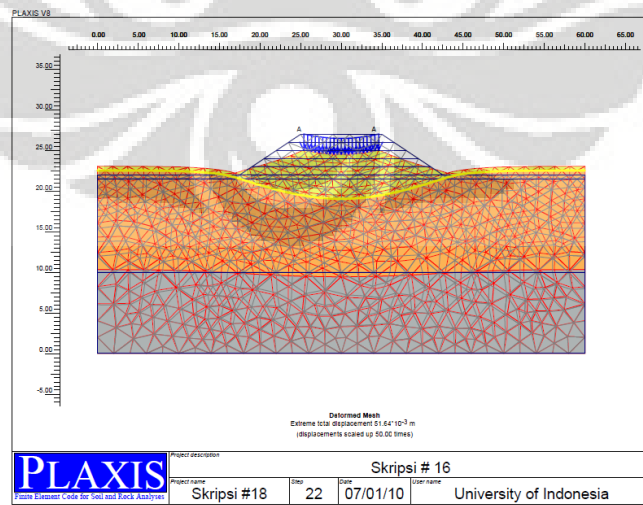 PLAXIS V8
0.00 5.00 10.00 15.00 20.00 25.00 30.00 35.00 40.00 45.00 50.00 55.00 60.00 65.00
35.00
30.00
25.00
20.00
15.00
10.00
5.00
0.00
-5.00
A A
Deformed Mesh
Extreme total displacement 51.64*10-3 m
(displacements scaled up 50.00 times)
PLAXIS
Finite Element Code for Soil and Rock Analyses
Project description
Skripsi # 16
Project name
Skripsi #18
Step
22
Date
07/01/10
User name
University of Indonesia